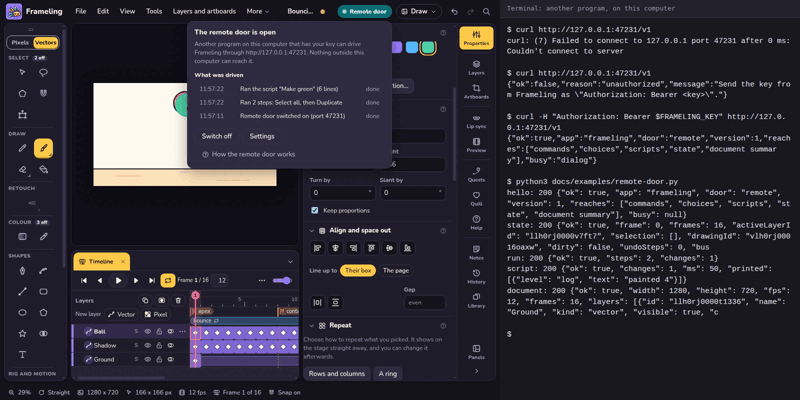 Frameling
File
Edit
View
Tools
Layers and artboards
More
Bounci...
Remote door
Draw
The remote door is open
Another program on this computer that has your key can drive
Frameling through http://127.0.0.1:47231. Nothing outside this
computer can reach it.
What was driven
11:57:22 Ran the script "Make green" (6 lines) done
11:57:22 Ran 2 steps: Select all, then Duplicate done
11:57:11 Remote door switched on (port 47231) done
Switch off
Settings
How the remote door works
Pixels
Vectors
SELECT 2 off
DRAW
RETOUCH
COLOUR 3 off
SHAPES
RIG AND MOTION
Turn by
Slant by
0 °
0 °
Keep proportions
Align and space out
Line up to
Their box
The page
Gap
even
Repeat
Choose how to repeat what you picked. It shows on
the stage straight away, and you can change it
afterwards.
Rows and columns
A ring
Properties
Layers
Artboards
Lip sync
Preview
Quote
Quill
Help
Notes
History
Library
Panels
Timeline
Frame 1 / 16
12
Layers
New layer
Vector
Pixel
1
5
10
apex
bounce
Ball
Shadow
Ground
29%
Straight
1280 x 720
166 x 166 px
12 fps
Frame 1 of 16
Snap on
Terminal: another program, on this computer
$ curl http://127.0.0.1:47231/v1
curl: (7) Failed to connect to 127.0.0.1 port 47231 after 0 ms:
Couldn't connect to server
$ curl http://127.0.0.1:47231/v1
{"ok":false,"reason":"unauthorized","message":"Send the key fro
m Frameling as \"Authorization: Bearer <key>\"."}
$ curl -H "Authorization: Bearer $FRAMELING_KEY" http://127.0.
0.1:47231/v1
{"ok":true,"app":"frameling","door":"remote","version":1,"reach
es":["commands","choices","scripts","state","document summar
y"],"busy":"dialog"}
$ python3 docs/examples/remote-door.py
hello: 200 {"ok": true, "app": "frameling", "door": "remote",
"version": 1, "reaches": ["commands", "choices", "scripts", "st
ate", "document summary"], "busy": null}
state: 200 {"ok": true, "frame": 0, "frames": 16, "activeLayerI
16oaxw", "dirty": false, "undoSteps": 0, "bus
run: 200 {"ok": true, "steps": 2, "changes": 1}
script: 200 {"ok": true, "changes": 1, "ms": 50, "printed":
[{"level": "log", "text": "painted 4"}]}
document: 200 {"ok": true, "width": 1280, "height": 720, "fps":
12, "frames": 16, "layers": [{"id": "llh0rj0000t1336", "name":
"Ground", "kind": "vector", "visible": true, "c
$